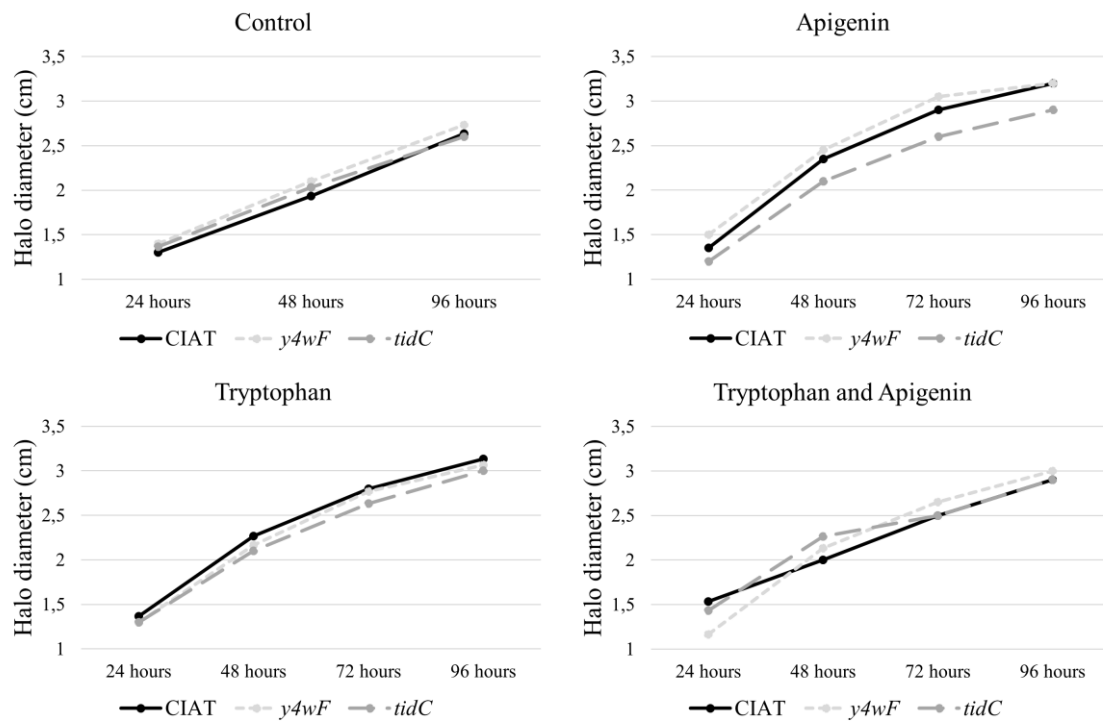 Control
Halo diameter (cm)
3,5
3
2,5
2
1,5
1
24 hours 48 hours 96 hours
CIAT y4wF tidC
Apigenin
Halo diameter (cm)
3,5
3
2,5
2
1,5
1
24 hours 48 hours 72 hours 96 hours
CIAT y4wF tidC
Tryptophan
Halo diameter (cm)
3,5
3
2,5
2
1,5
1
24 hours 48 hours 72 hours 96 hours
CIAT y4wF tidC
Tryptophan and Apigenin
Halo diameter (cm)
3,5
3
2,5
2
1,5
1
24 hours 48 hours 72 hours 96 hours
CIAT y4wF tidC